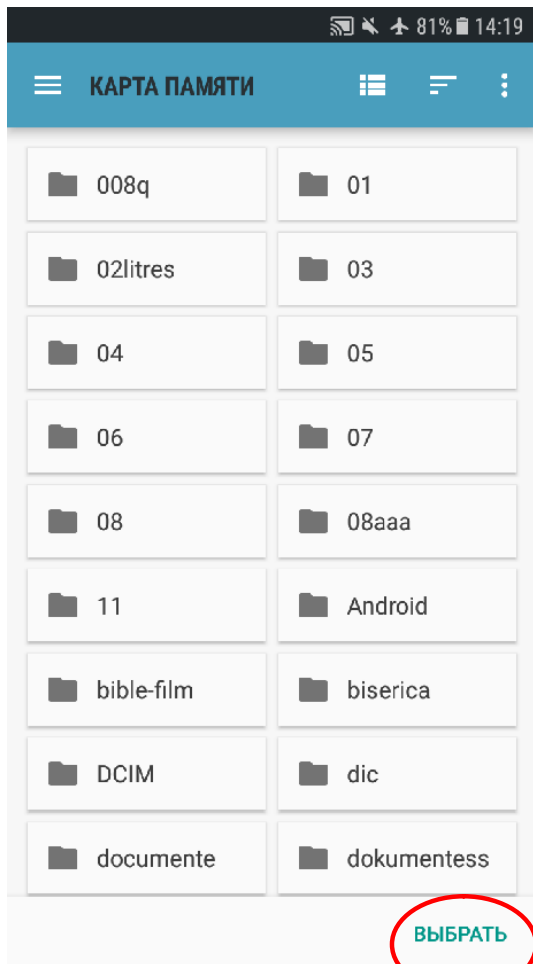 81% 14:19
КАРТА ПАМЯТИ
008q 01
02litres 03
04 05
06 07
08 08aaa
11 Android
bible-film biserica
DCIM dic
documente dokumentess
ВЫБРАТЬ